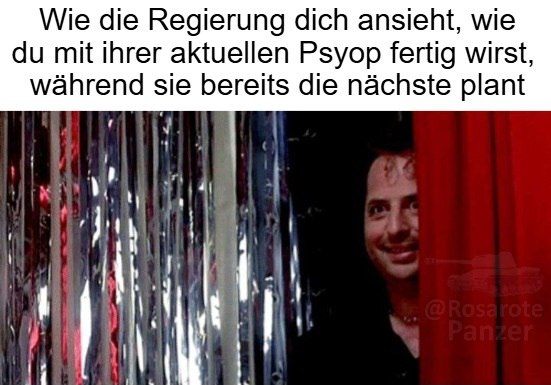 Wie die Regierung dich ansieht, wie
du mit ihrer aktuellen Psyop fertig wirst,
während sie bereits die nächste plant
@Rosarote
Panzer